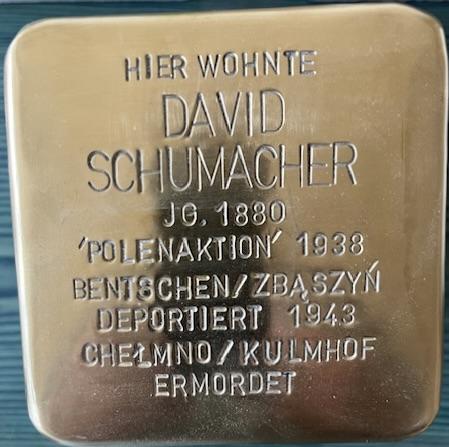 HIER WOHNTE
DAVID
SCHUMACHER
JG. 1880
'POLENAKTION' 1938
BENTSCHEN/ZBĄSZYŃ
DEPORTIERT 1943
CHEŁMNO/KULMHOF
ERMORDET